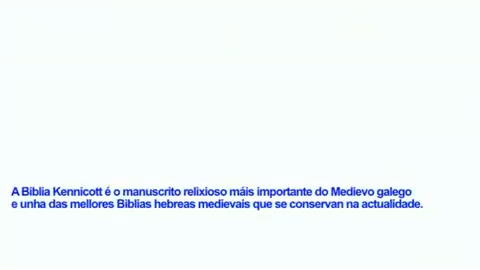 A Biblia Kennicott é o manuscrito relixioso máis importante do Medievo galego
e unha das mellores Biblias hebreas medievais que se conservan na actualidade.